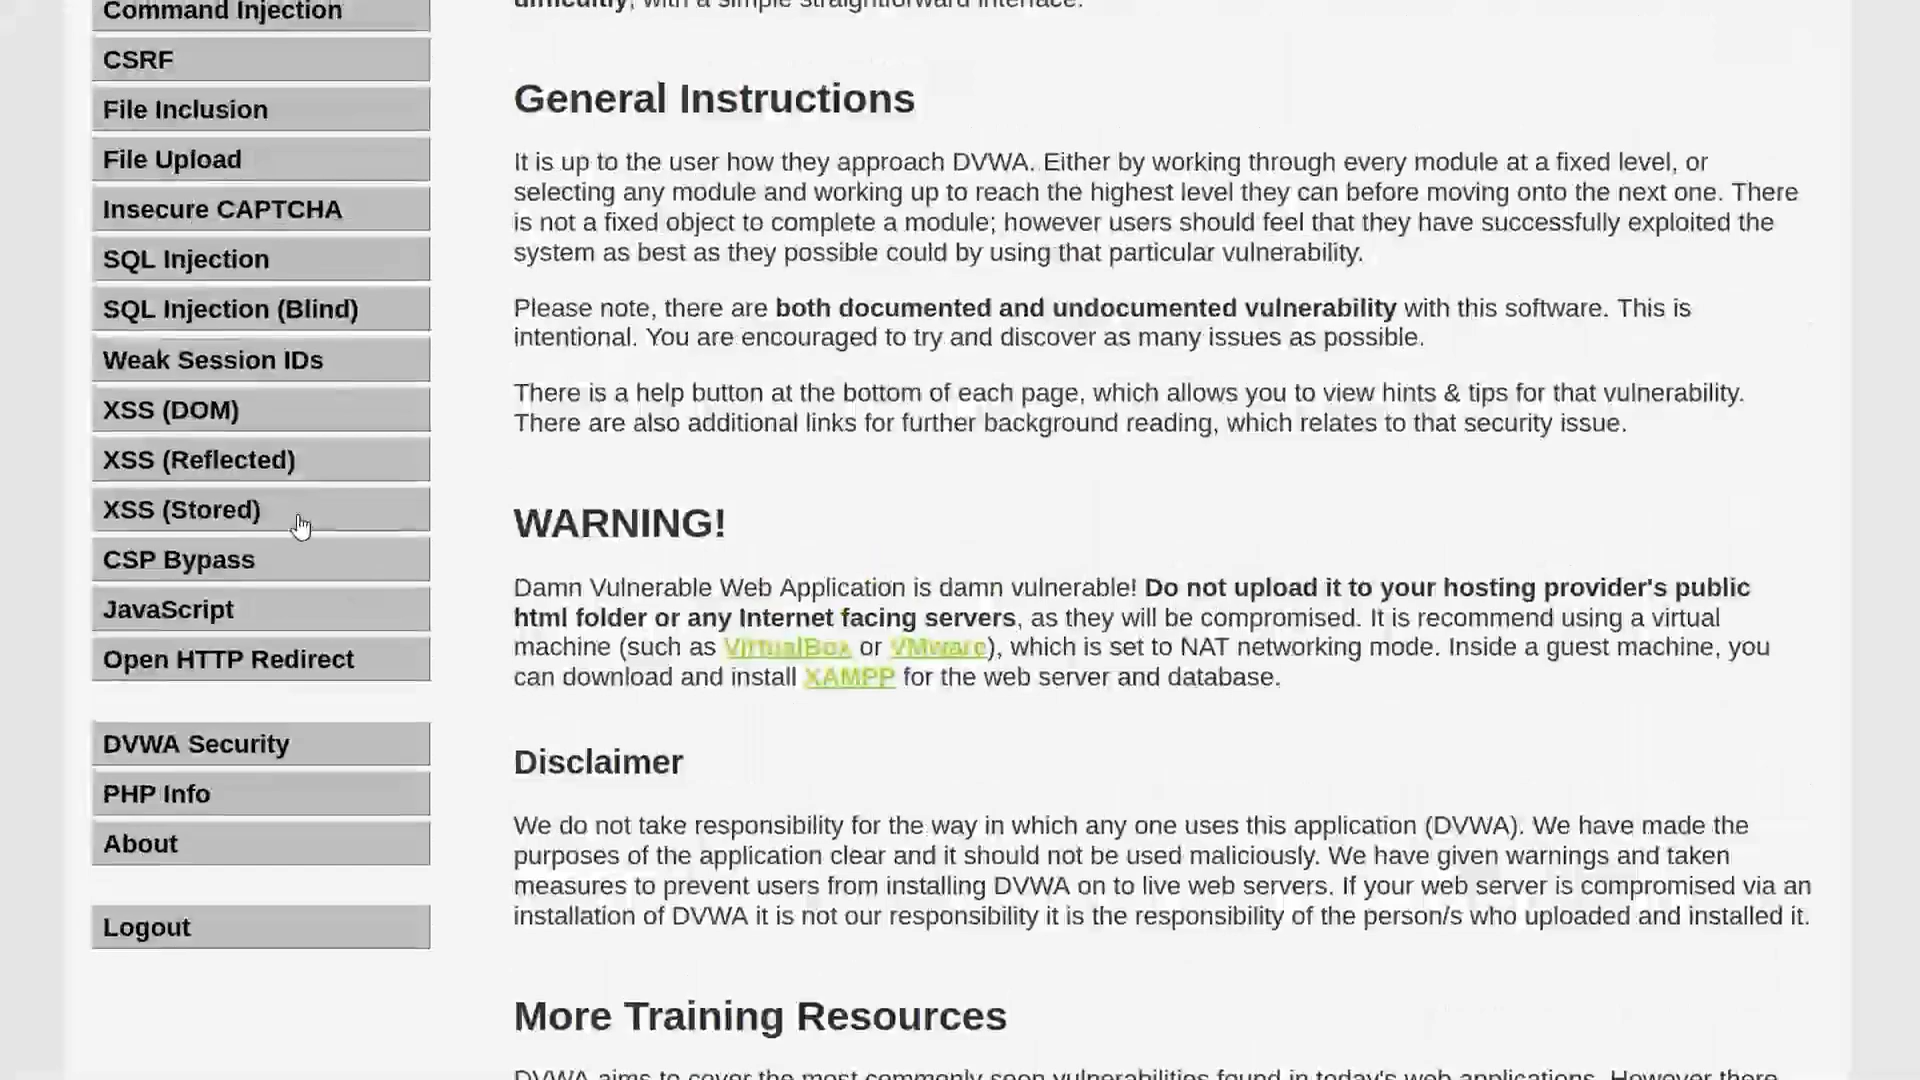 Command Injection
CSRF
File Inclusion
File Upload
Insecure CAPTCHA
SQL Injection
SQL Injection (Blind)
Weak Session IDs
XSS (DOM)
XSS (Reflected)
XSS (Stored)
CSP Bypass
JavaScript
Open HTTP Redirect
DVWA Security
PHP Info
About
Logout
difficultly, with a simple straightforward interface.
General Instructions
It is up to the user how they approach DVWA. Either by working through every module at a fixed level, or
selecting any module and working up to reach the highest level they can before moving onto the next one. There
is not a fixed object to complete a module; however users should feel that they have successfully exploited the
system as best as they possible could by using that particular vulnerability.
Please note, there are both documented and undocumented vulnerability with this software. This is
intentional. You are encouraged to try and discover as many issues as possible.
There is a help button at the bottom of each page, which allows you to view hints & tips for that vulnerability.
There are also additional links for further background reading, which relates to that security issue.
WARNING!
Damn Vulnerable Web Application is damn vulnerable! Do not upload it to your hosting provider's public
html folder or any Internet facing servers, as they will be compromised. It is recommend using a virtual
machine (such as VirtualBox or VMware), which is set to NAT networking mode. Inside a guest machine, you
can download and install XAMPP for the web server and database.
Disclaimer
We do not take responsibility for the way in which any one uses this application (DVWA). We have made the
purposes of the application clear and it should not be used maliciously. We have given warnings and taken
measures to prevent users from installing DVWA on to live web servers. If your web server is compromised via an
installation of DVWA it is not our responsibility it is the responsibility of the person/s who uploaded and installed it.
More Training Resources
DVWA aims to cover the most commonly seen vulnerabilities found in today's web applications. However there